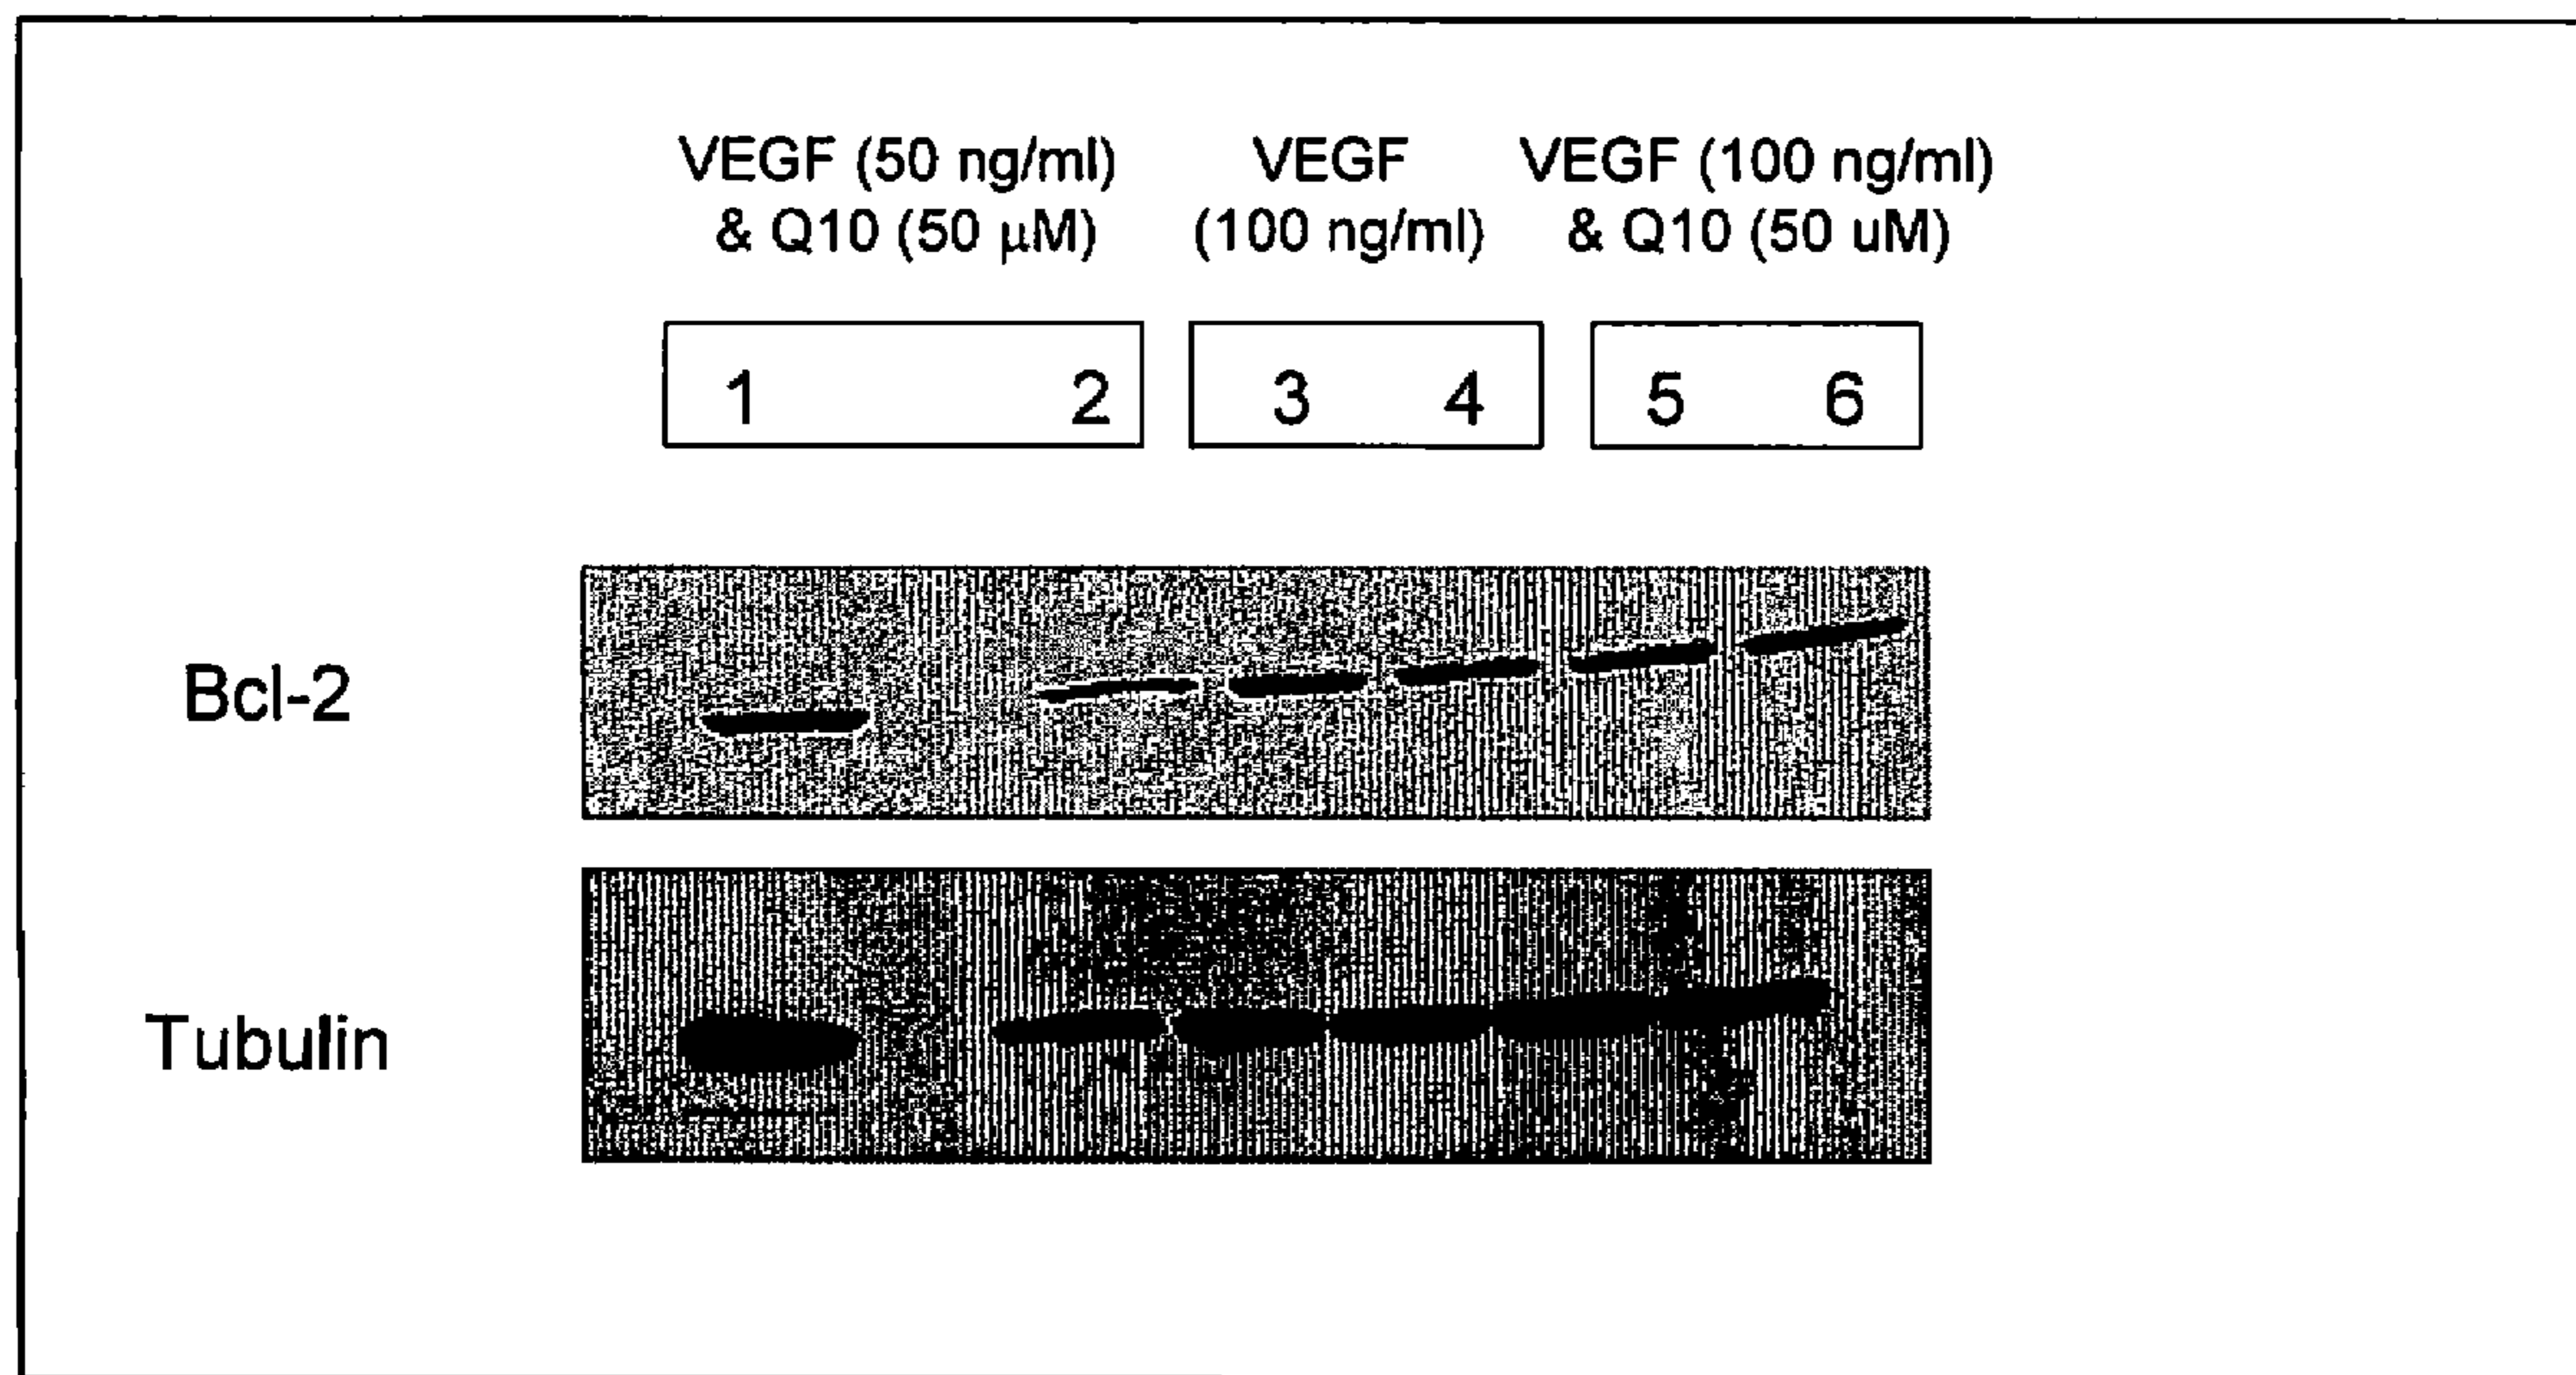 VEGF (50 ng/ml)
& Q10 (50 μM)
VEGF
(100 ng/ml)
VEGF (100 ng/ml)
& Q10 (50 uM)
1 2 3 4 5 6
Bcl-2
Tubulin